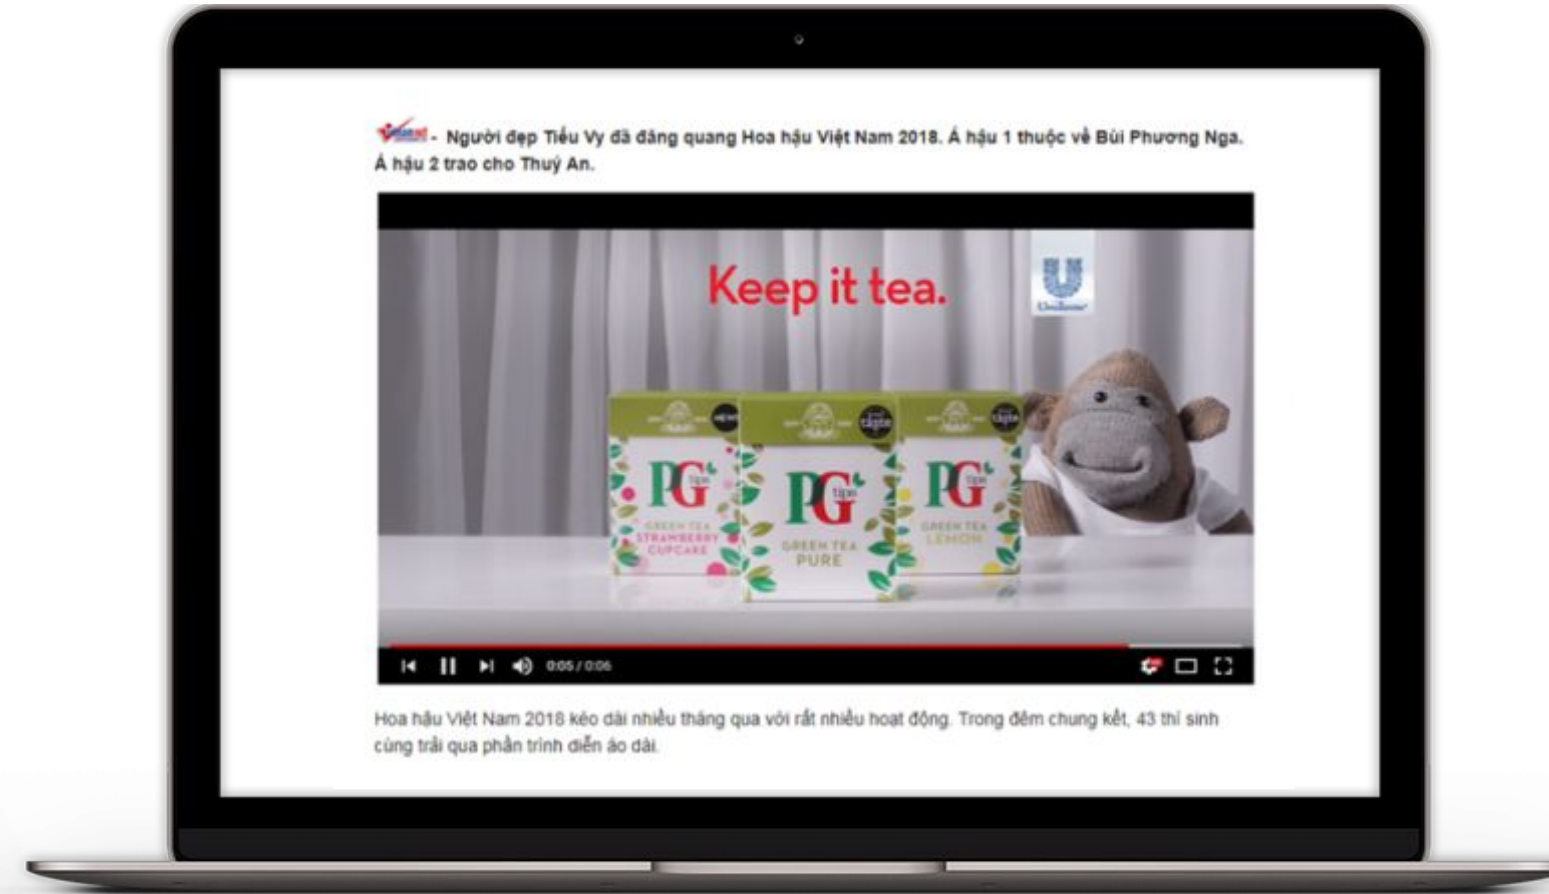 - Người đẹp Tiểu Vy đã đăng quang Hoa hậu Việt Nam 2018. Á hậu 1 thuộc về Bùi Phương Nga.
Á hậu 2 trao cho Thuý An.
Keep it tea.
Unilever
PG tips
GREEN TEA
STRAWBERRY
CUPCAKE
taste
PG tips
GREEN TEA
PURE
PG tips
GREEN TEA
LEMON
0:05 / 0:06
Hoa hậu Việt Nam 2018 kéo dài nhiều tháng qua với rất nhiều hoạt động. Trong đêm chung kết, 43 thí sinh
cùng trải qua phần trình diễn áo dài.